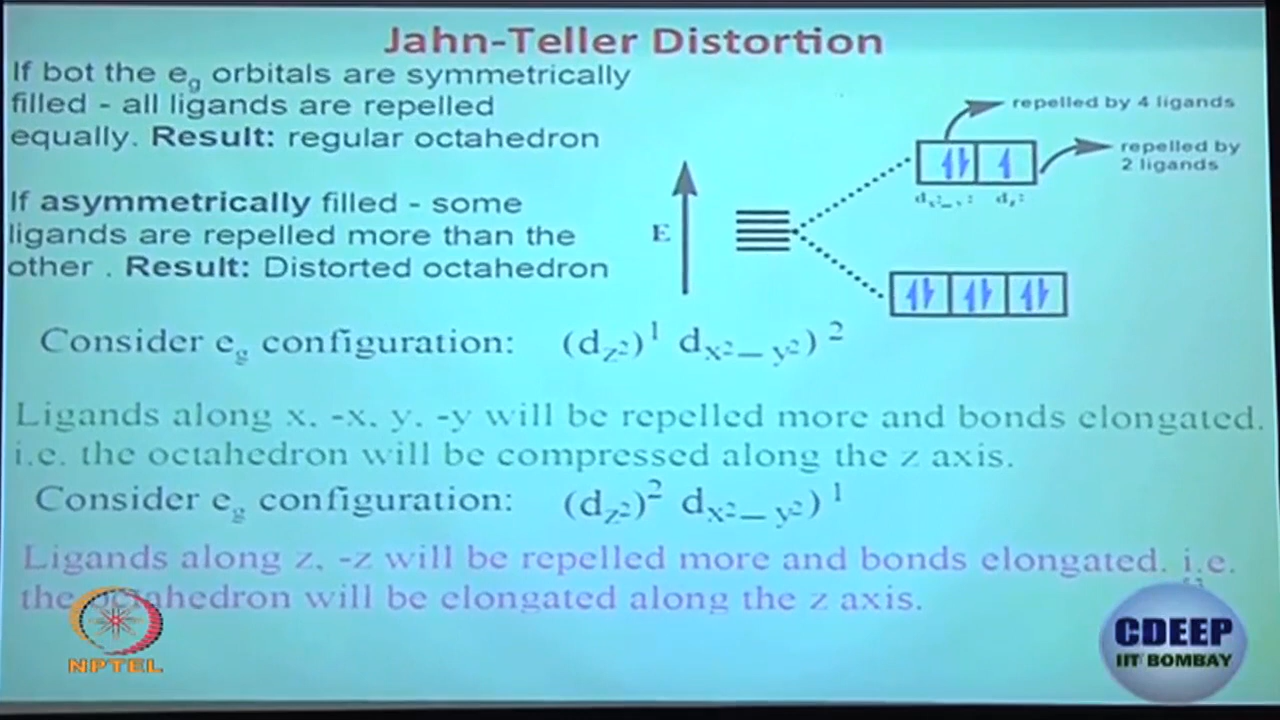 Jahn-Teller Distortion
If bot the eg orbitals are symmetrically
filled - all ligands are repelled
equally. Result: regular octahedron
If asymmetrically filled - some
ligands are repelled more than the
other . Result: Distorted octahedron
repelled by 4 ligands
repelled by
2 ligands
dx²–y² dz²
E
Consider eg configuration: (dz²)¹ dx²–y²)²
Ligands along x, -x, y, -y will be repelled more and bonds elongated.
i.e. the octahedron will be compressed along the z axis.
Consider eg configuration: (dz²)² dx²–y²)¹
Ligands along z, -z will be repelled more and bonds elongated. i.e.
the octahedron will be elongated along the z axis.
NPTEL
CDEEP
IIT BOMBAY